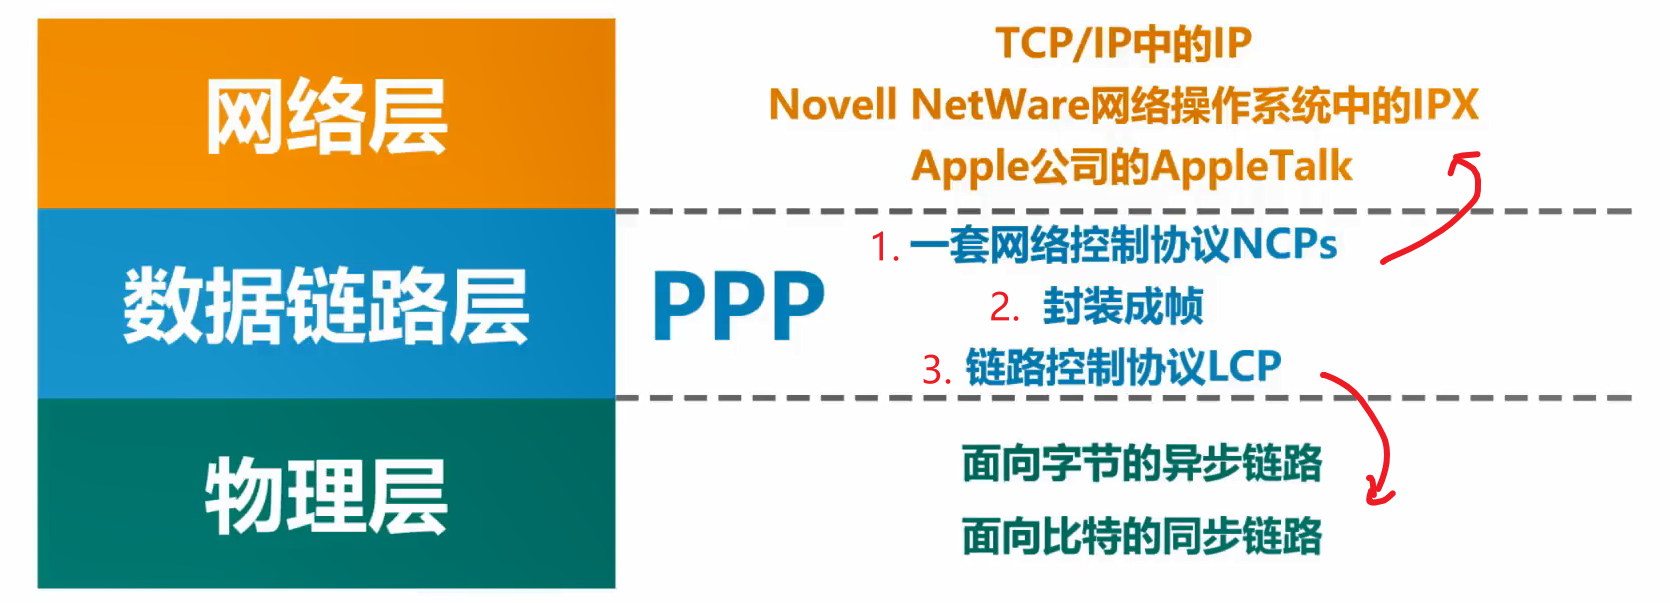 网络层
TCP/IP中的IP
Novell NetWare网络操作系统中的IPX
Apple公司的AppleTalk
数据链路层
PPP
1. 一套网络控制协议NCPs
2. 封装成帧
3. 链路控制协议LCP
物理层
面向字节的异步链路
面向比特的同步链路